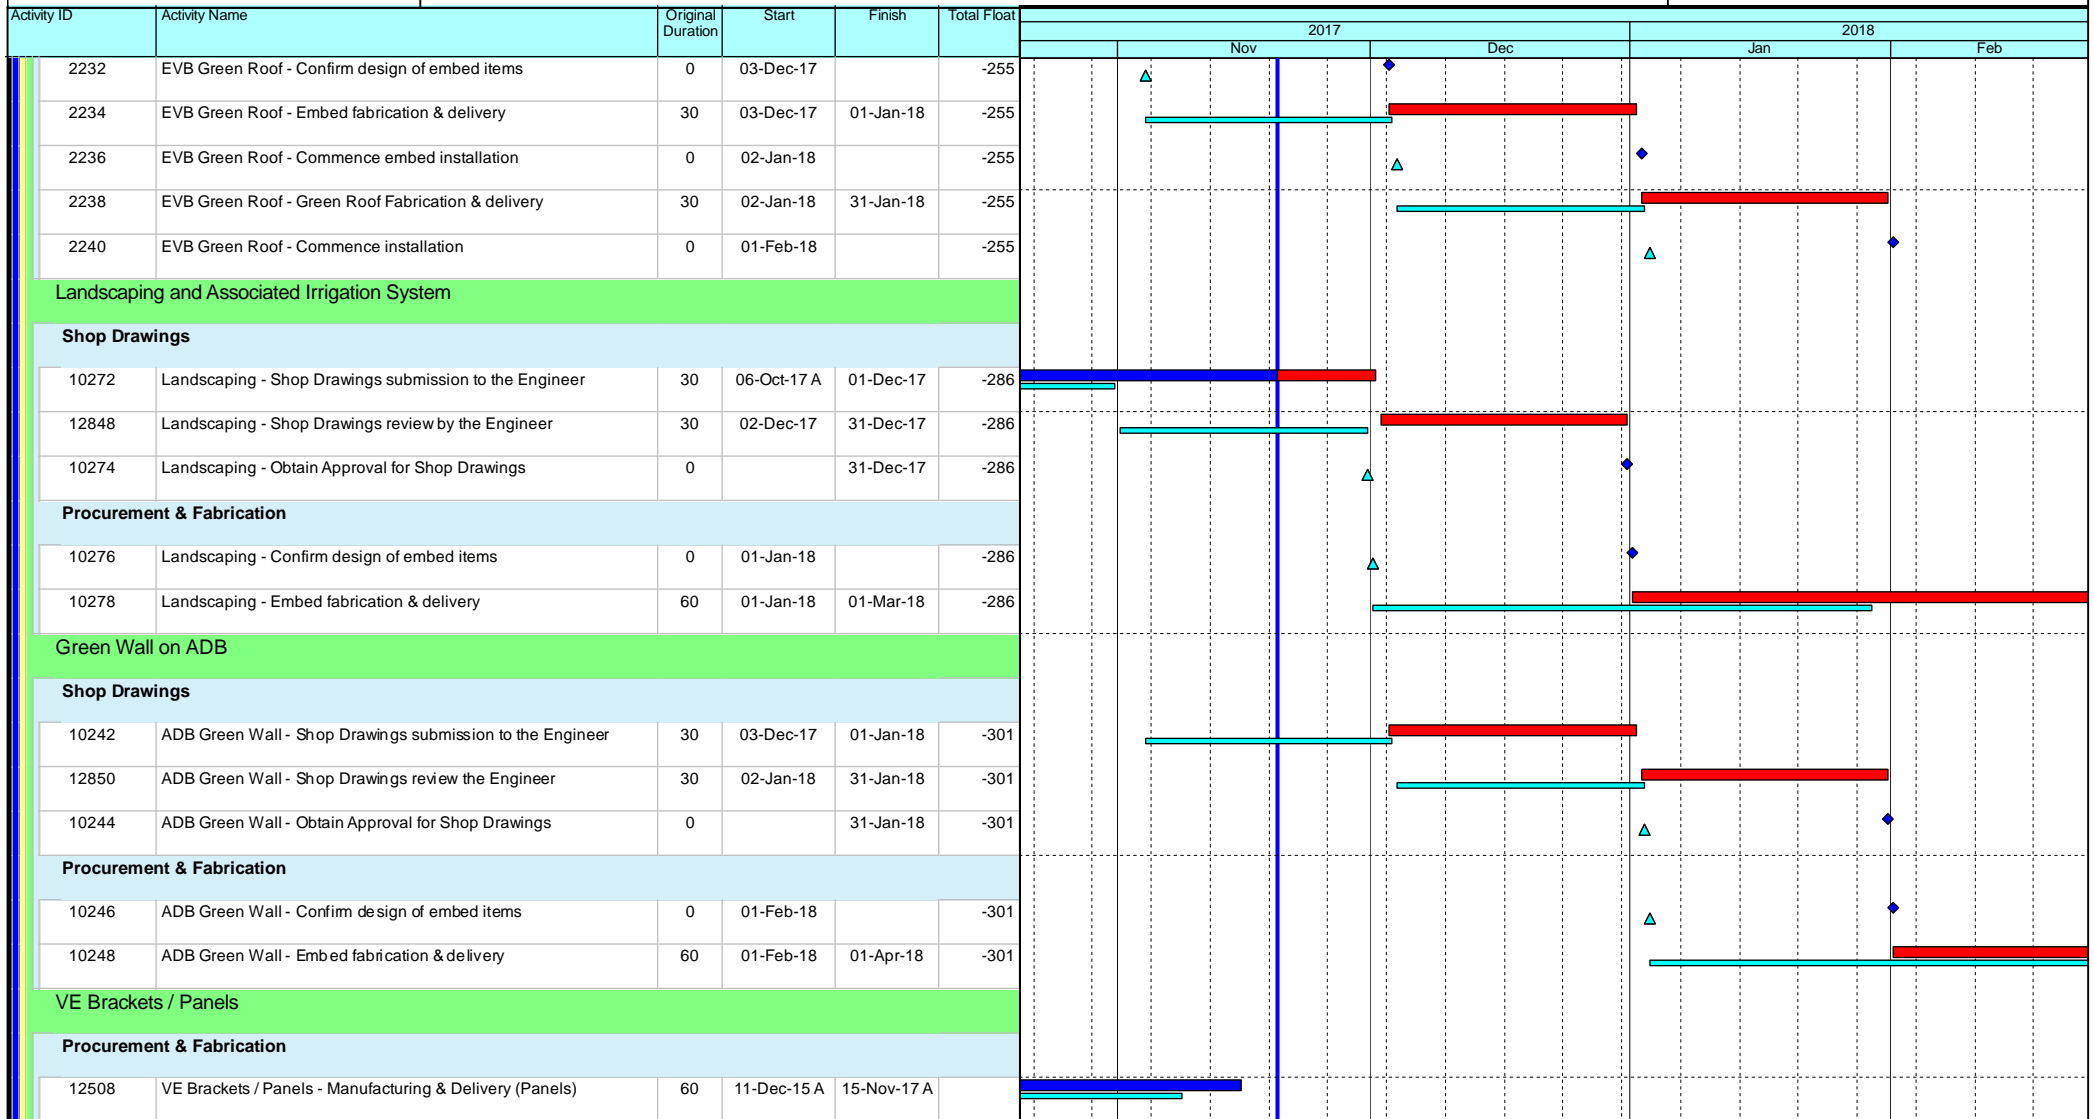 Activity ID Activity Name Original Duration Start Finish Total Float
2017 2018
Nov Dec Jan Feb
2232 EVB Green Roof - Confirm design of embed items 0 03-Dec-17 -255
2234 EVB Green Roof - Embed fabrication & delivery 30 03-Dec-17 01-Jan-18 -255
2236 EVB Green Roof - Commence embed installation 0 02-Jan-18 -255
2238 EVB Green Roof - Green Roof Fabrication & delivery 30 02-Jan-18 31-Jan-18 -255
2240 EVB Green Roof - Commence installation 0 01-Feb-18 -255
Landscaping and Associated Irrigation System
Shop Drawings
10272 Landscaping - Shop Drawings submission to the Engineer 30 06-Oct-17 A 01-Dec-17 -286
12848 Landscaping - Shop Drawings review by the Engineer 30 02-Dec-17 31-Dec-17 -286
10274 Landscaping - Obtain Approval for Shop Drawings 0 31-Dec-17 -286
Procurement & Fabrication
10276 Landscaping - Confirm design of embed items 0 01-Jan-18 -286
10278 Landscaping - Embed fabrication & delivery 60 01-Jan-18 01-Mar-18 -286
Green Wall on ADB
Shop Drawings
10242 ADB Green Wall - Shop Drawings submission to the Engineer 30 03-Dec-17 01-Jan-18 -301
12850 ADB Green Wall - Shop Drawings review the Engineer 30 02-Jan-18 31-Jan-18 -301
10244 ADB Green Wall - Obtain Approval for Shop Drawings 0 31-Jan-18 -301
Procurement & Fabrication
10246 ADB Green Wall - Confirm design of embed items 0 01-Feb-18 -301
10248 ADB Green Wall - Embed fabrication & delivery 60 01-Feb-18 01-Apr-18 -301
VE Brackets / Panels
Procurement & Fabrication
12508 VE Brackets / Panels - Manufacturing & Delivery (Panels) 60 11-Dec-15 A 15-Nov-17 A